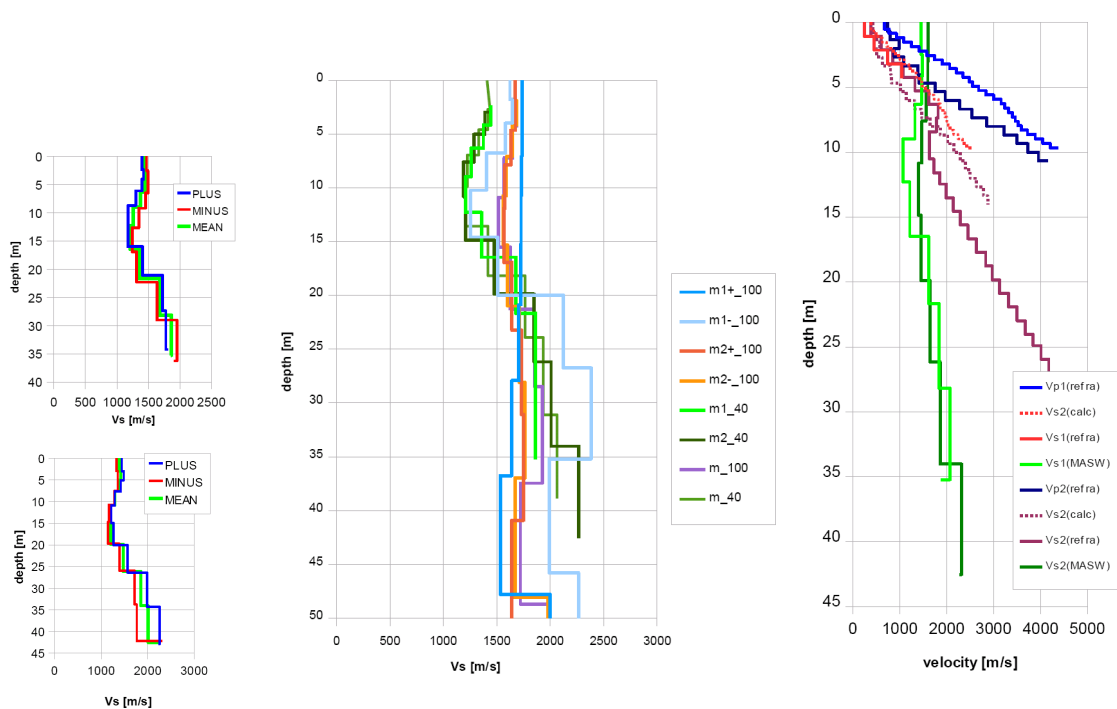 0
5
10
15
20
25
30
35
40
depth [m]
0 500 1000 1500 2000 2500
Vs [m/s]
PLUS
MINUS
MEAN
0
5
10
15
20
25
30
35
40
45
depth [m]
0 1000 2000 3000
Vs [m/s]
PLUS
MINUS
MEAN
0
5
10
15
20
25
30
35
40
45
50
depth [m]
0 500 1000 1500 2000 2500 3000
Vs [m/s]
m1+_100
m1-_100
m2+_100
m2-_100
m1_40
m2_40
m_100
m_40
0
5
10
15
20
25
30
35
40
45
depth [m]
0 1000 2000 3000 4000 5000
velocity [m/s]
Vp1(refra)
Vs2(calc)
Vs1(refra)
Vs1(MASW)
Vp2(refra)
Vs2(calc)
Vs2(refra)
Vs2(MASW)